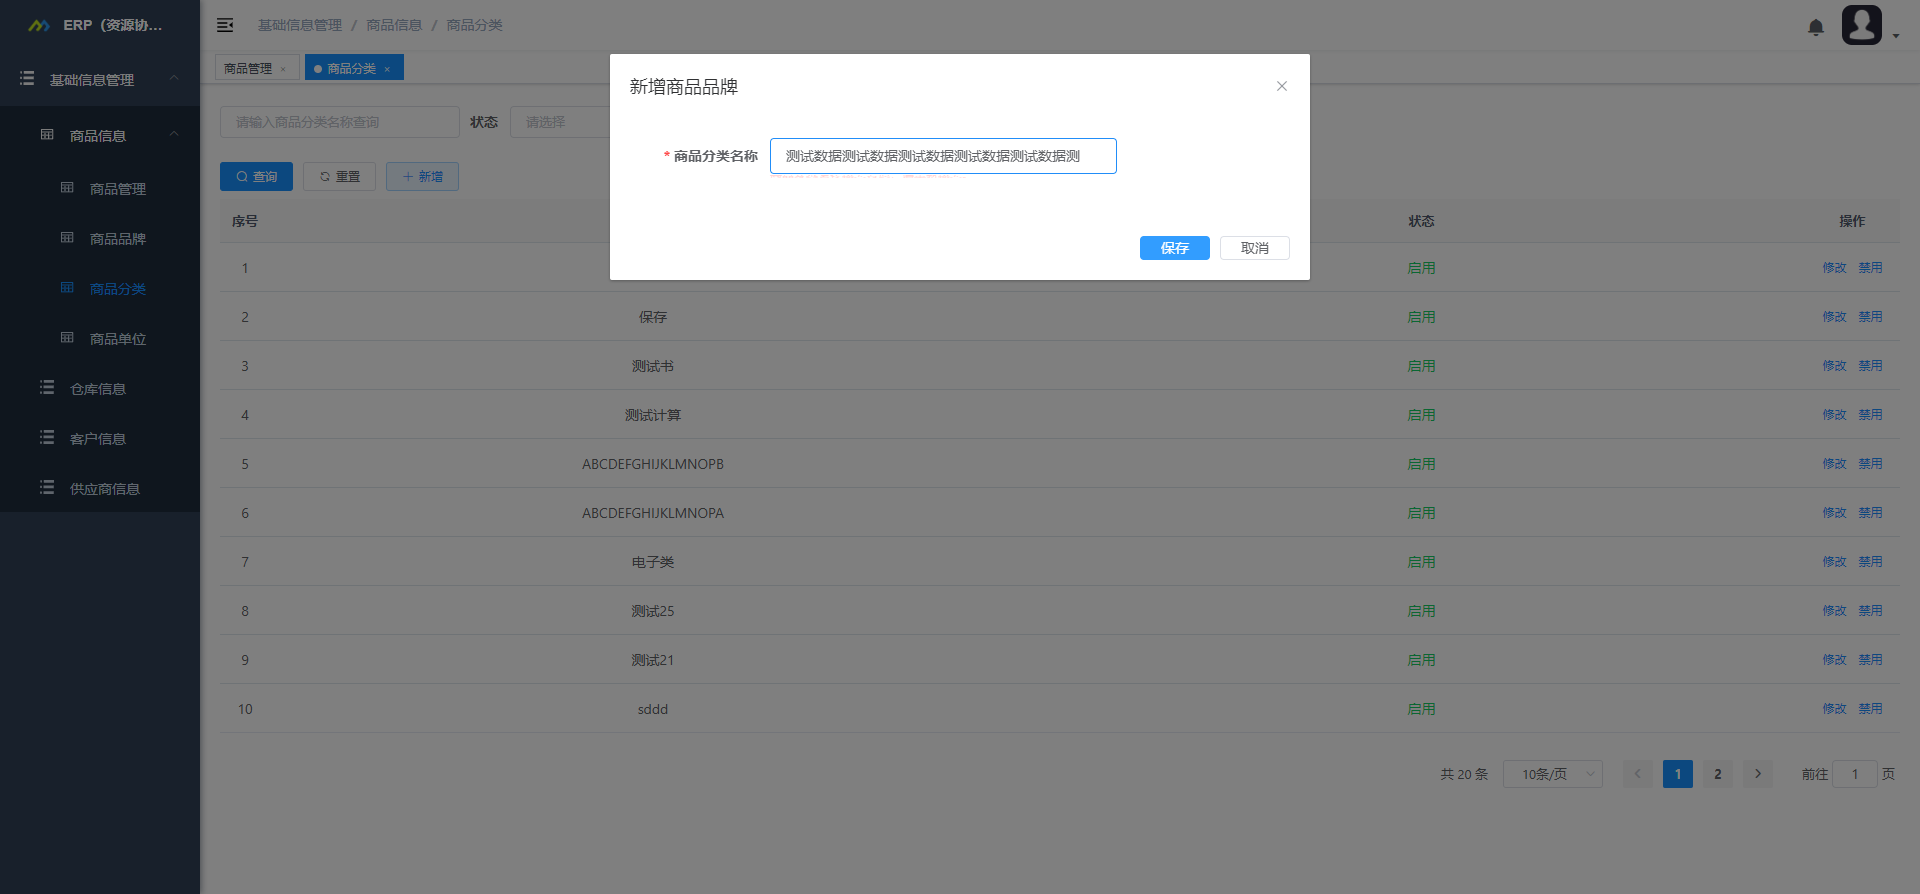 ERP（资源协...
基础信息管理
商品信息
商品管理
商品品牌
商品分类
商品单位
仓库信息
客户信息
供应商信息
基础信息管理 / 商品信息 / 商品分类
商品管理 ×
商品分类 ×
请输入商品分类名称查询 状态 请选择
查询 重置 + 新增
新增商品品牌
* 商品分类名称 测试数据测试数据测试数据测试数据测试数据测
保存 取消
序号 状态 操作
1 启用 修改 禁用
2 保存 启用 修改 禁用
3 测试书 启用 修改 禁用
4 测试计算 启用 修改 禁用
5 ABCDEFGHIJKLMNOPB 启用 修改 禁用
6 ABCDEFGHIJKLMNOPA 启用 修改 禁用
7 电子类 启用 修改 禁用
8 测试25 启用 修改 禁用
9 测试21 启用 修改 禁用
10 sddd 启用 修改 禁用
共 20 条 10条/页 1 2 前往 1 页